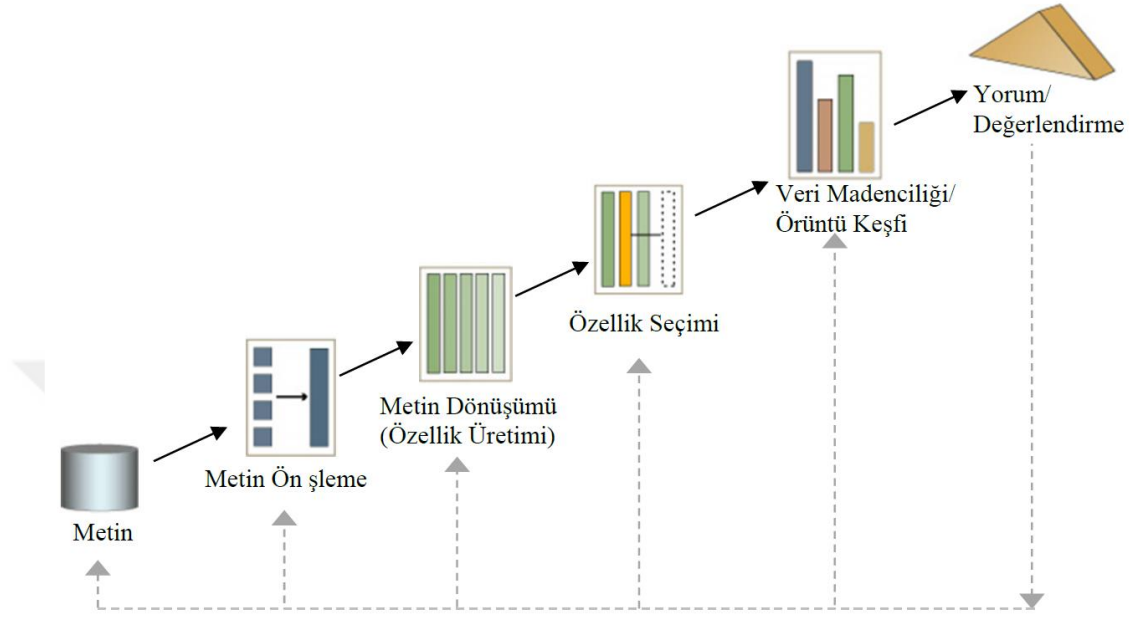 Metin
Metin Ön şleme
Metin Dönüşümü
(Özellik Üretimi)
Özellik Seçimi
Veri Madenciliği/
Örüntü Keşfi
Yorum/
Değerlendirme